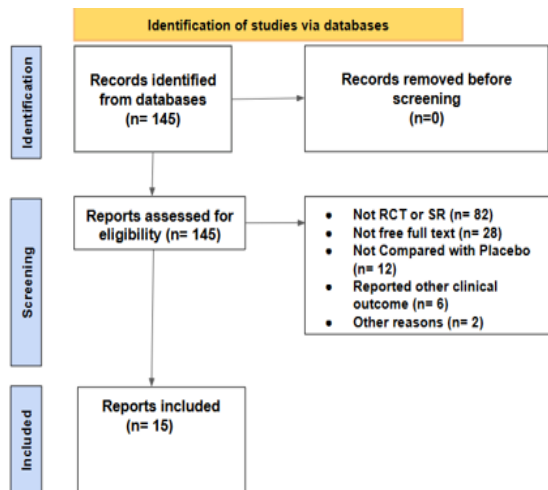 Identification of studies via databases
Identification
Records identified
from databases
(n= 145)
Records removed before
screening
(n=0)
Screening
Reports assessed for
eligibility (n= 145)
● Not RCT or SR (n= 82)
● Not free full text (n= 28)
● Not Compared with Placebo
(n= 12)
● Reported other clinical
outcome (n= 6)
● Other reasons (n= 2)
Included
Reports included
(n= 15)